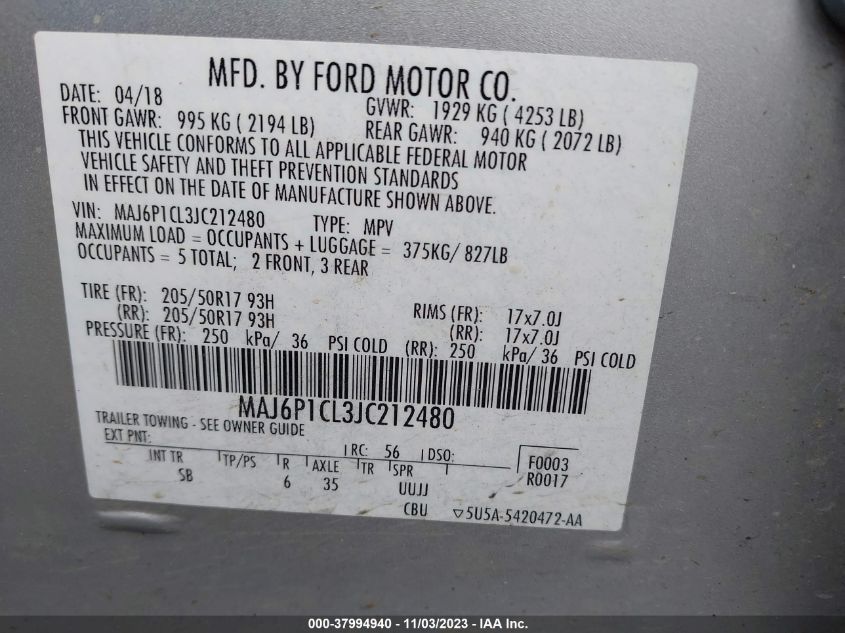 MFD. BY FORD MOTOR CO.
DATE: 04/18 GVWR: 1929 KG ( 4253 LB)
FRONT GAWR: 995 KG ( 2194 LB) REAR GAWR: 940 KG ( 2072 LB)
THIS VEHICLE CONFORMS TO ALL APPLICABLE FEDERAL MOTOR
VEHICLE SAFETY AND THEFT PREVENTION STANDARDS
IN EFFECT ON THE DATE OF MANUFACTURE SHOWN ABOVE.
VIN: MAJ6P1CL3JC212480 TYPE: MPV
MAXIMUM LOAD = OCCUPANTS + LUGGAGE = 375KG/ 827LB
OCCUPANTS = 5 TOTAL; 2 FRONT, 3 REAR
TIRE (FR): 205/50R17 93H RIMS (FR): 17x7.0J
(RR): 205/50R17 93H (RR): 17x7.0J
PRESSURE (FR): 250 kPa/ 36 PSI COLD (RR): 250 kPa/ 36 PSI COLD
MAJ6P1CL3JC212480
TRAILER TOWING - SEE OWNER GUIDE
EXT PNT: RC: 56 DSO: F0003
INT TR TP/PS R AXLE TR SPR R0017
SB 6 35 UUJJ
CBU 5U5A-5420472-AA
000-37994940 - 11/03/2023 - IAA Inc.